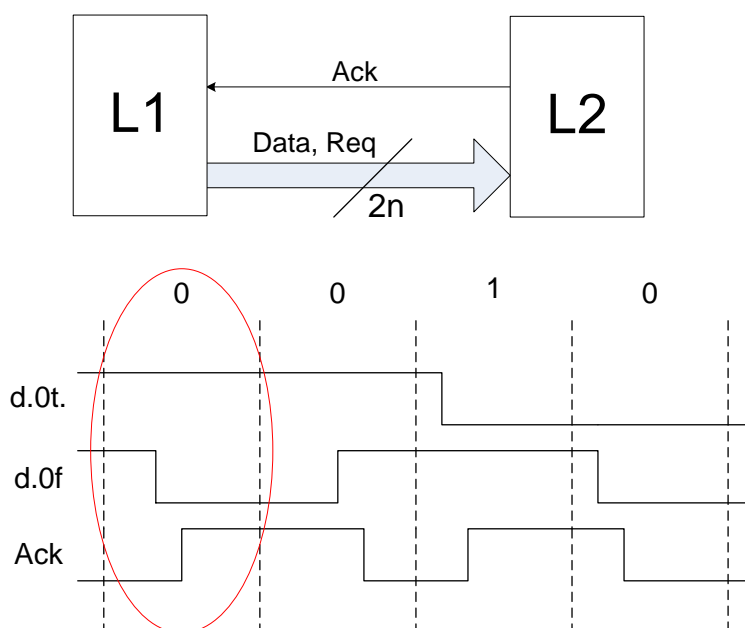 Ack
L1
L2
Data, Req
2n
0 0 1 0
d.0t.
d.0f
Ack